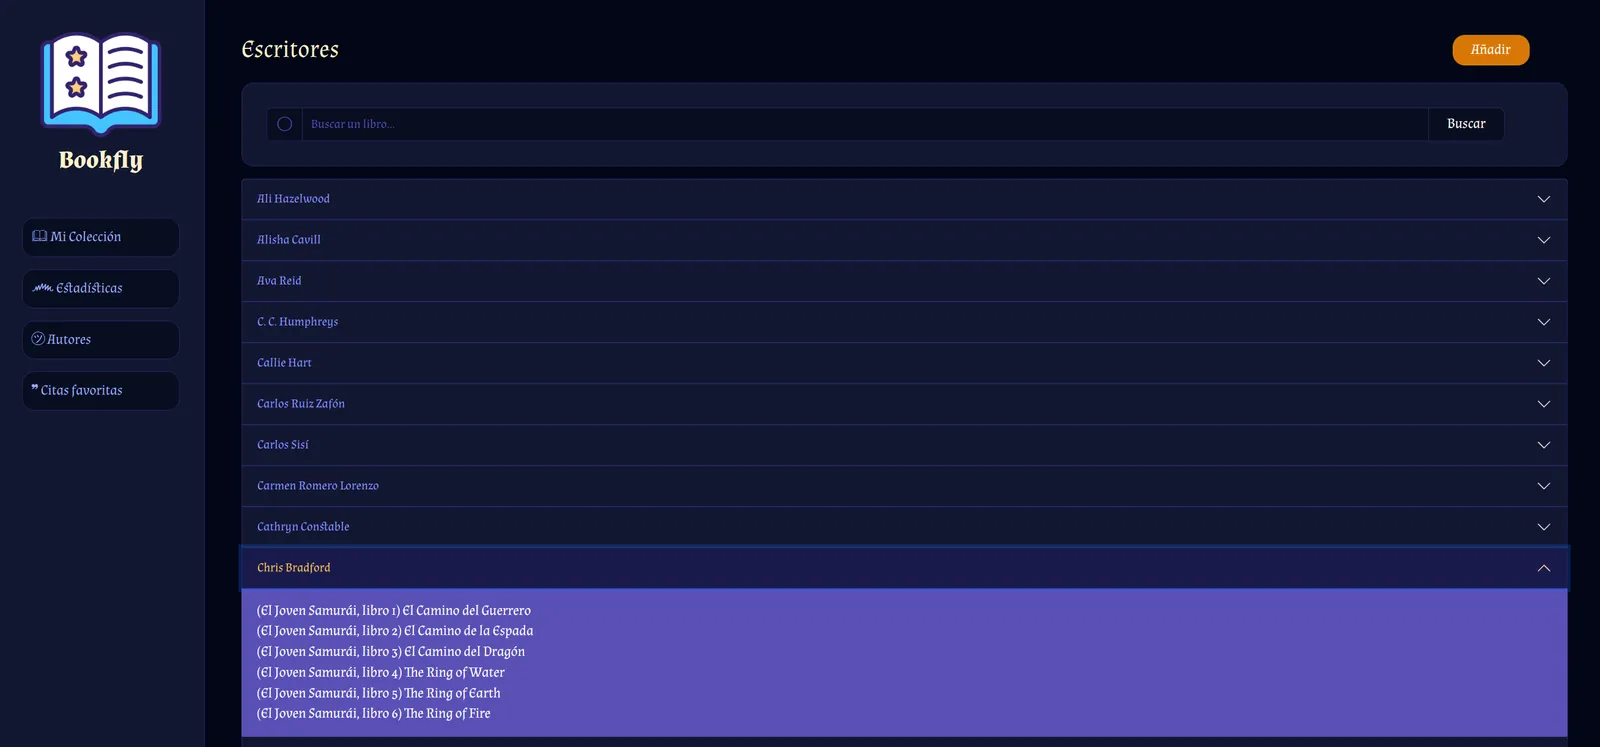 Bookfly
Mi Colección
Estadísticas
Autores
Citas favoritas
Escritores
Añadir
Buscar un libro...
Buscar
Ali Hazelwood
Alisha Cavill
Ava Reid
C. C. Humphreys
Callie Hart
Carlos Ruiz Zafón
Carlos Sisí
Carmen Romero Lorenzo
Cathryn Constable
Chris Bradford
(El Joven Samurái, libro 1) El Camino del Guerrero
(El Joven Samurái, libro 2) El Camino de la Espada
(El Joven Samurái, libro 3) El Camino del Dragón
(El Joven Samurái, libro 4) The Ring of Water
(El Joven Samurái, libro 5) The Ring of Earth
(El Joven Samurái, libro 6) The Ring of Fire